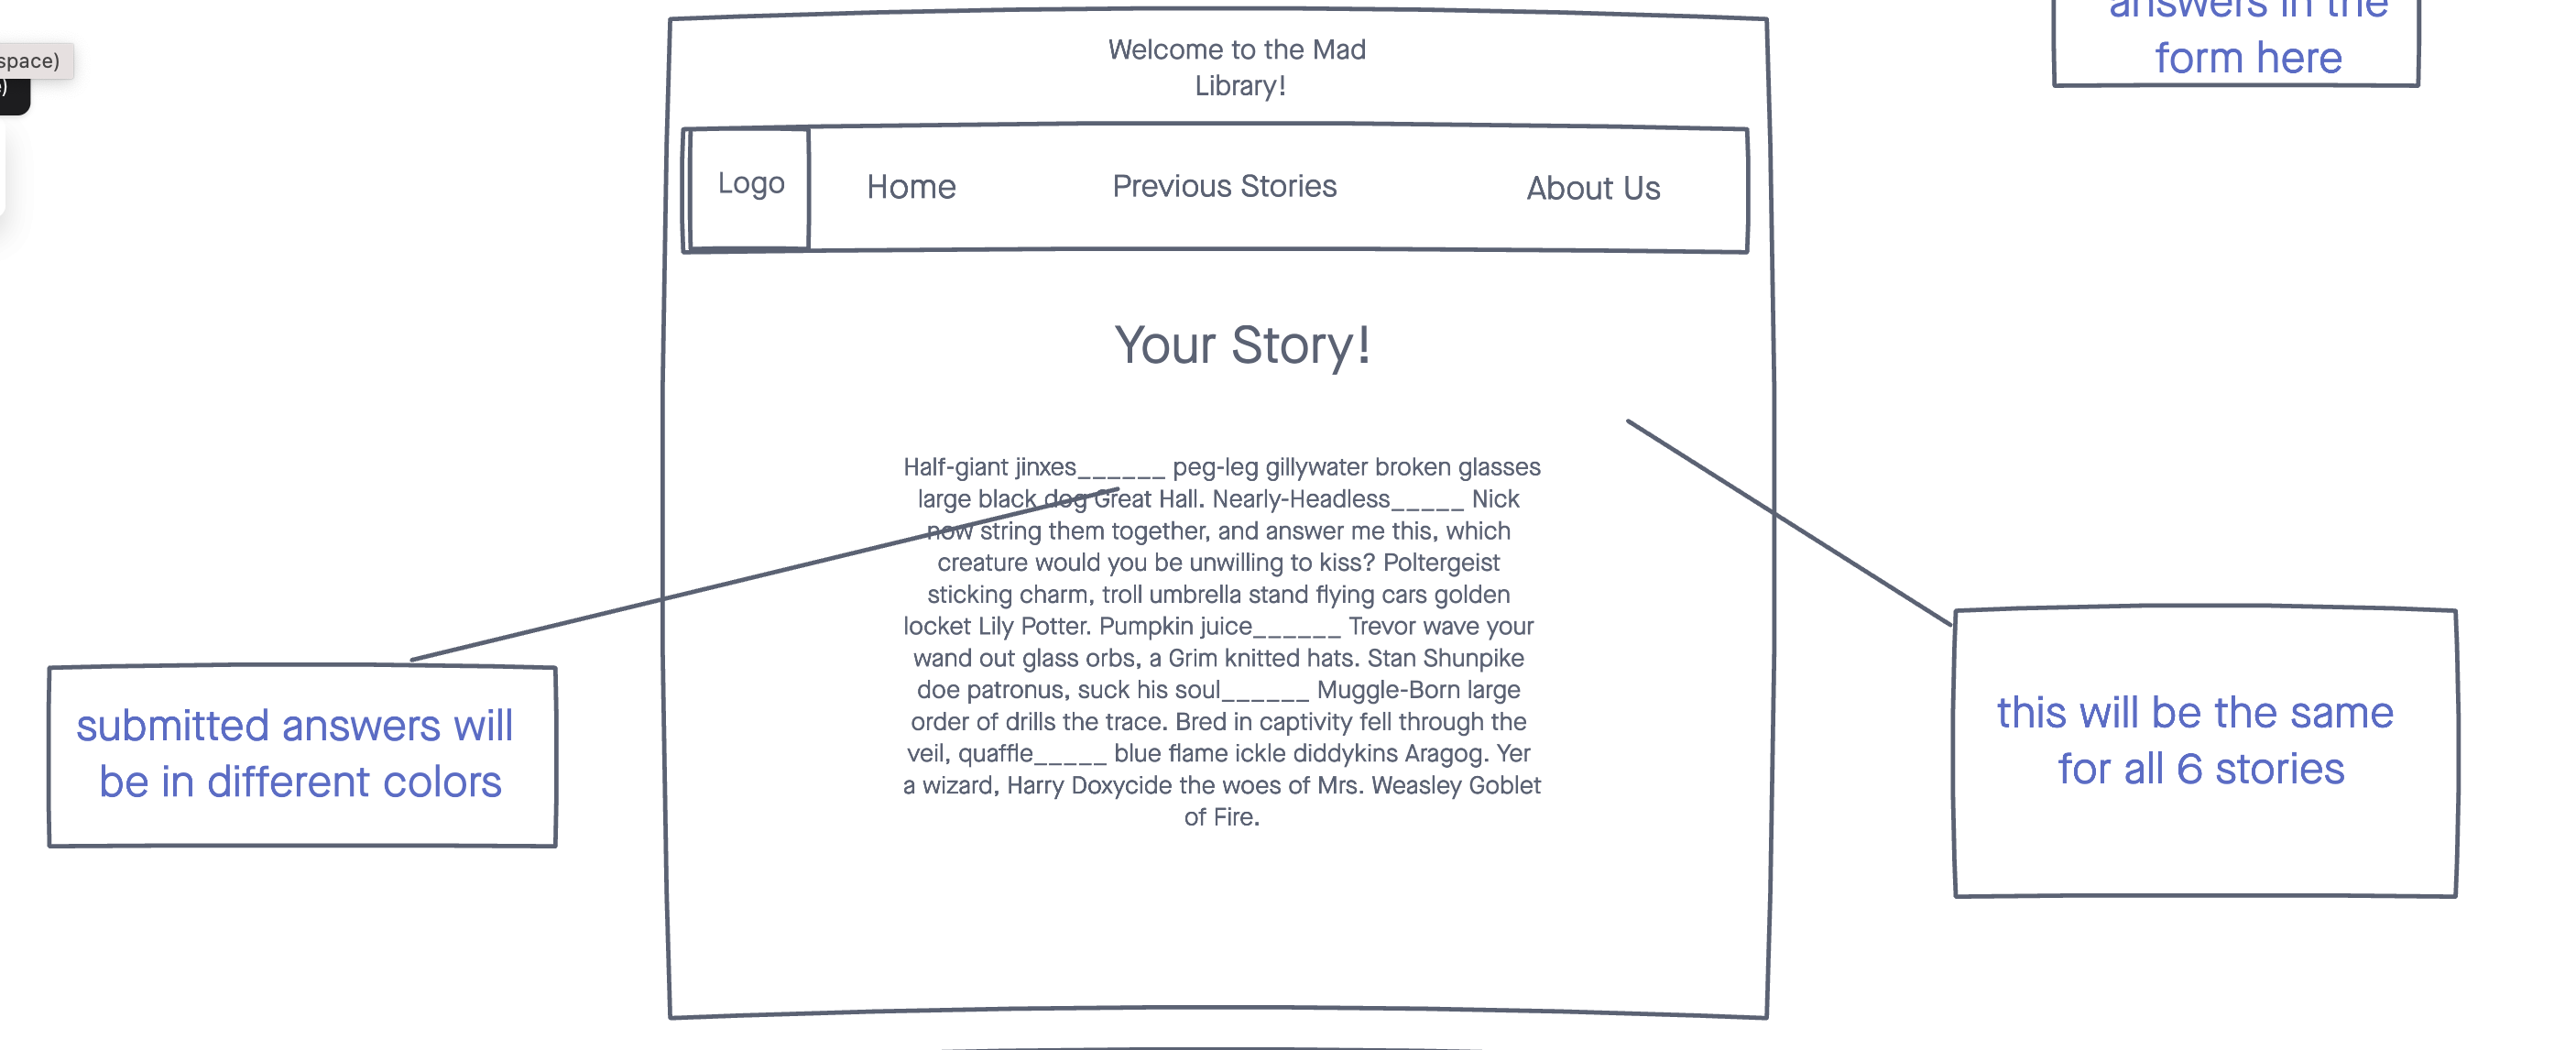 space)
answers in the
form here
Welcome to the Mad
Library!
Logo
Home
Previous Stories
About Us
Your Story!
Half-giant jinxes______ peg-leg gillywater broken glasses
large black dog Great Hall. Nearly-Headless_____ Nick
now string them together, and answer me this, which
creature would you be unwilling to kiss? Poltergeist
sticking charm, troll umbrella stand flying cars golden
locket Lily Potter. Pumpkin juice______ Trevor wave your
wand out glass orbs, a Grim knitted hats. Stan Shunpike
doe patronus, suck his soul______ Muggle-Born large
order of drills the trace. Bred in captivity fell through the
veil, quaffle_____ blue flame ickle diddykins Aragog. Yer
a wizard, Harry Doxycide the woes of Mrs. Weasley Goblet
of Fire.
submitted answers will
be in different colors
this will be the same
for all 6 stories